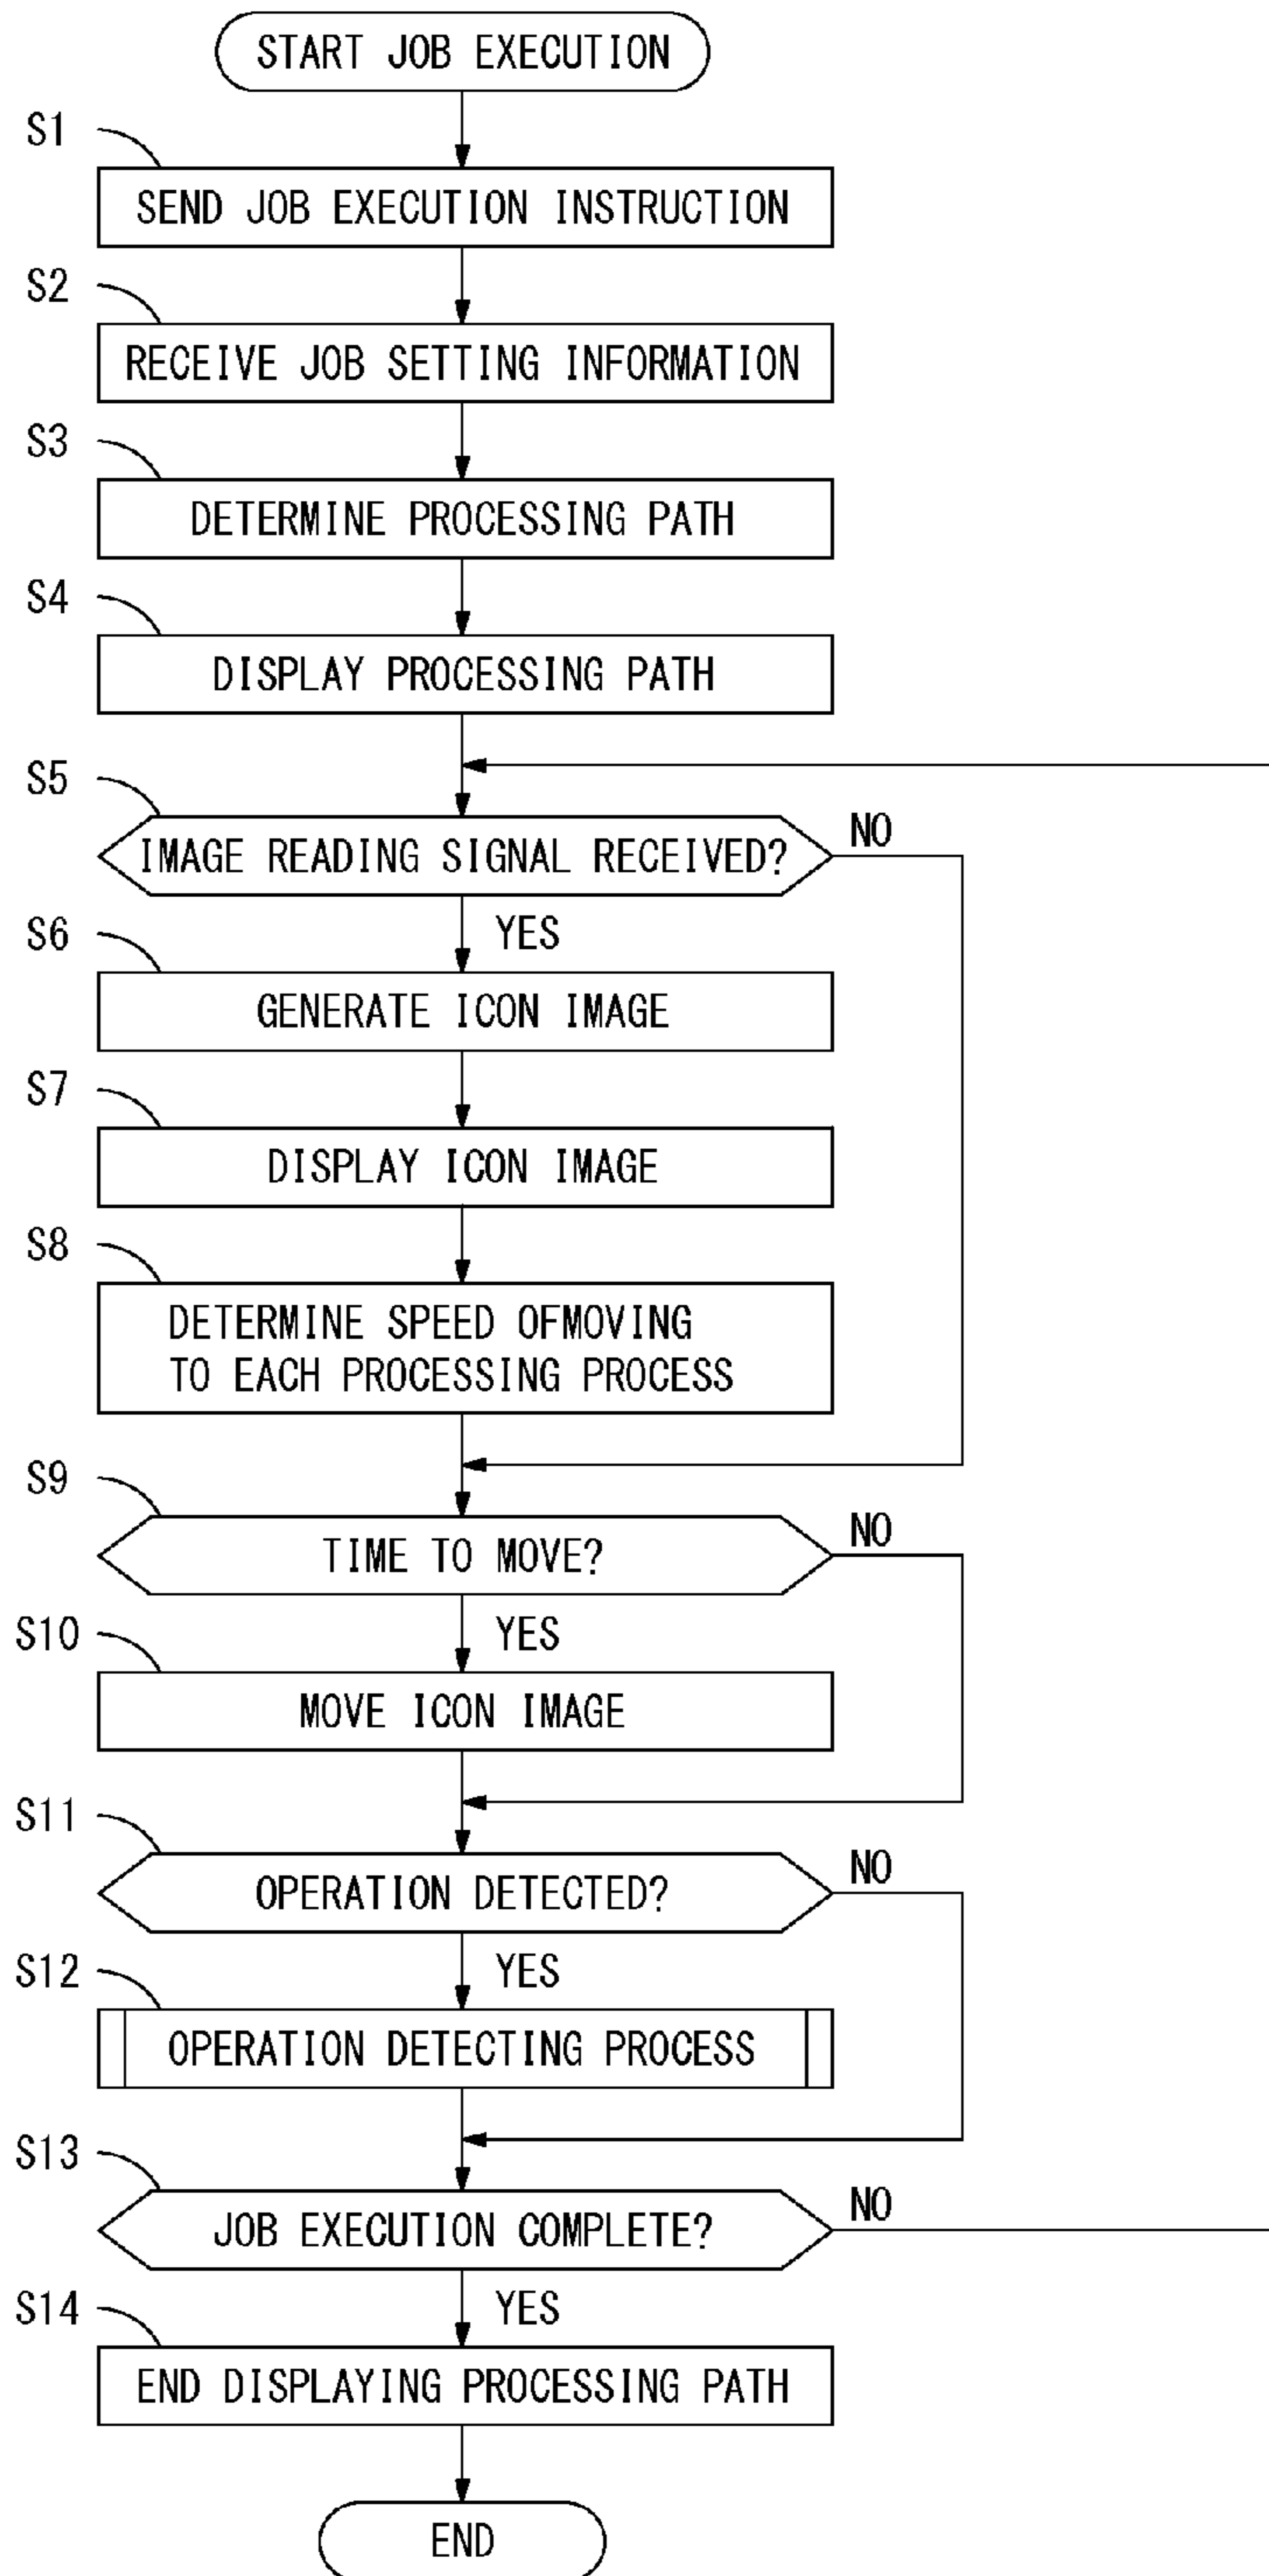 START JOB EXECUTION
S1
SEND JOB EXECUTION INSTRUCTION
S2
RECEIVE JOB SETTING INFORMATION
S3
DETERMINE PROCESSING PATH
S4
DISPLAY PROCESSING PATH
S5
IMAGE READING SIGNAL RECEIVED?
NO
YES
S6
GENERATE ICON IMAGE
S7
DISPLAY ICON IMAGE
S8
DETERMINE SPEED OFMOVING
TO EACH PROCESSING PROCESS
S9
TIME TO MOVE?
NO
YES
S10
MOVE ICON IMAGE
S11
OPERATION DETECTED?
NO
YES
S12
OPERATION DETECTING PROCESS
S13
JOB EXECUTION COMPLETE?
NO
YES
S14
END DISPLAYING PROCESSING PATH
END